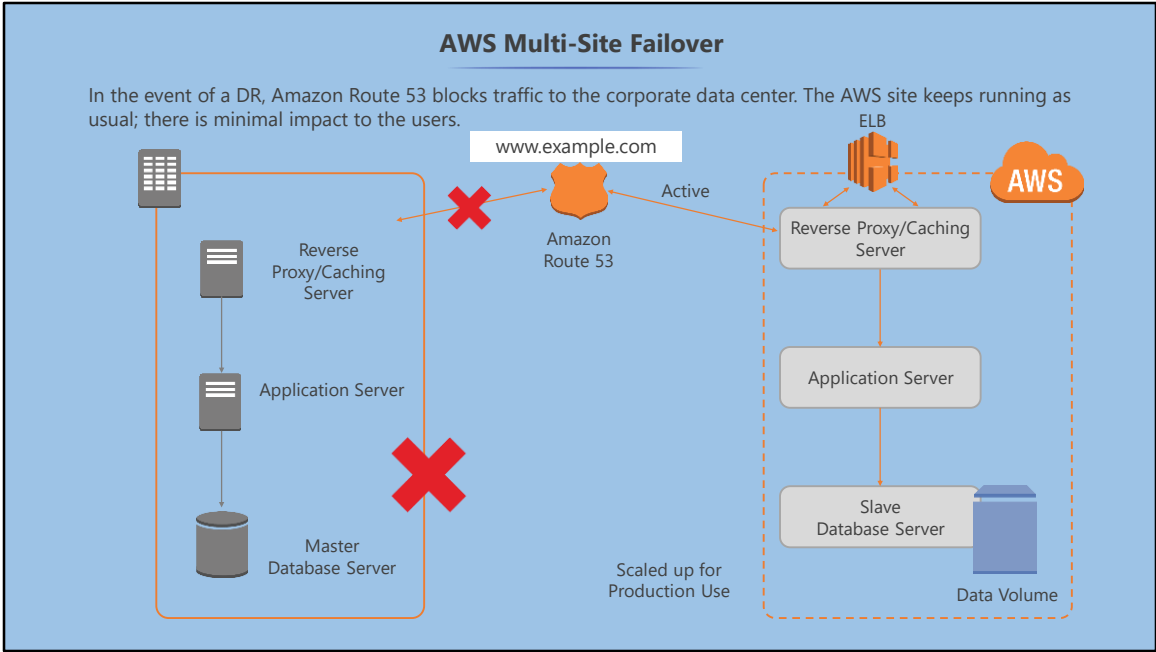 AWS Multi-Site Failover
In the event of a DR, Amazon Route 53 blocks traffic to the corporate data center. The AWS site keeps running as
usual; there is minimal impact to the users.
ELB
www.example.com
AWS
Active
Amazon
Route 53
Reverse
Proxy/Caching
Server
Reverse Proxy/Caching
Server
Application Server
Application Server
Master
Database Server
Slave
Database Server
Scaled up for
Production Use
Data Volume